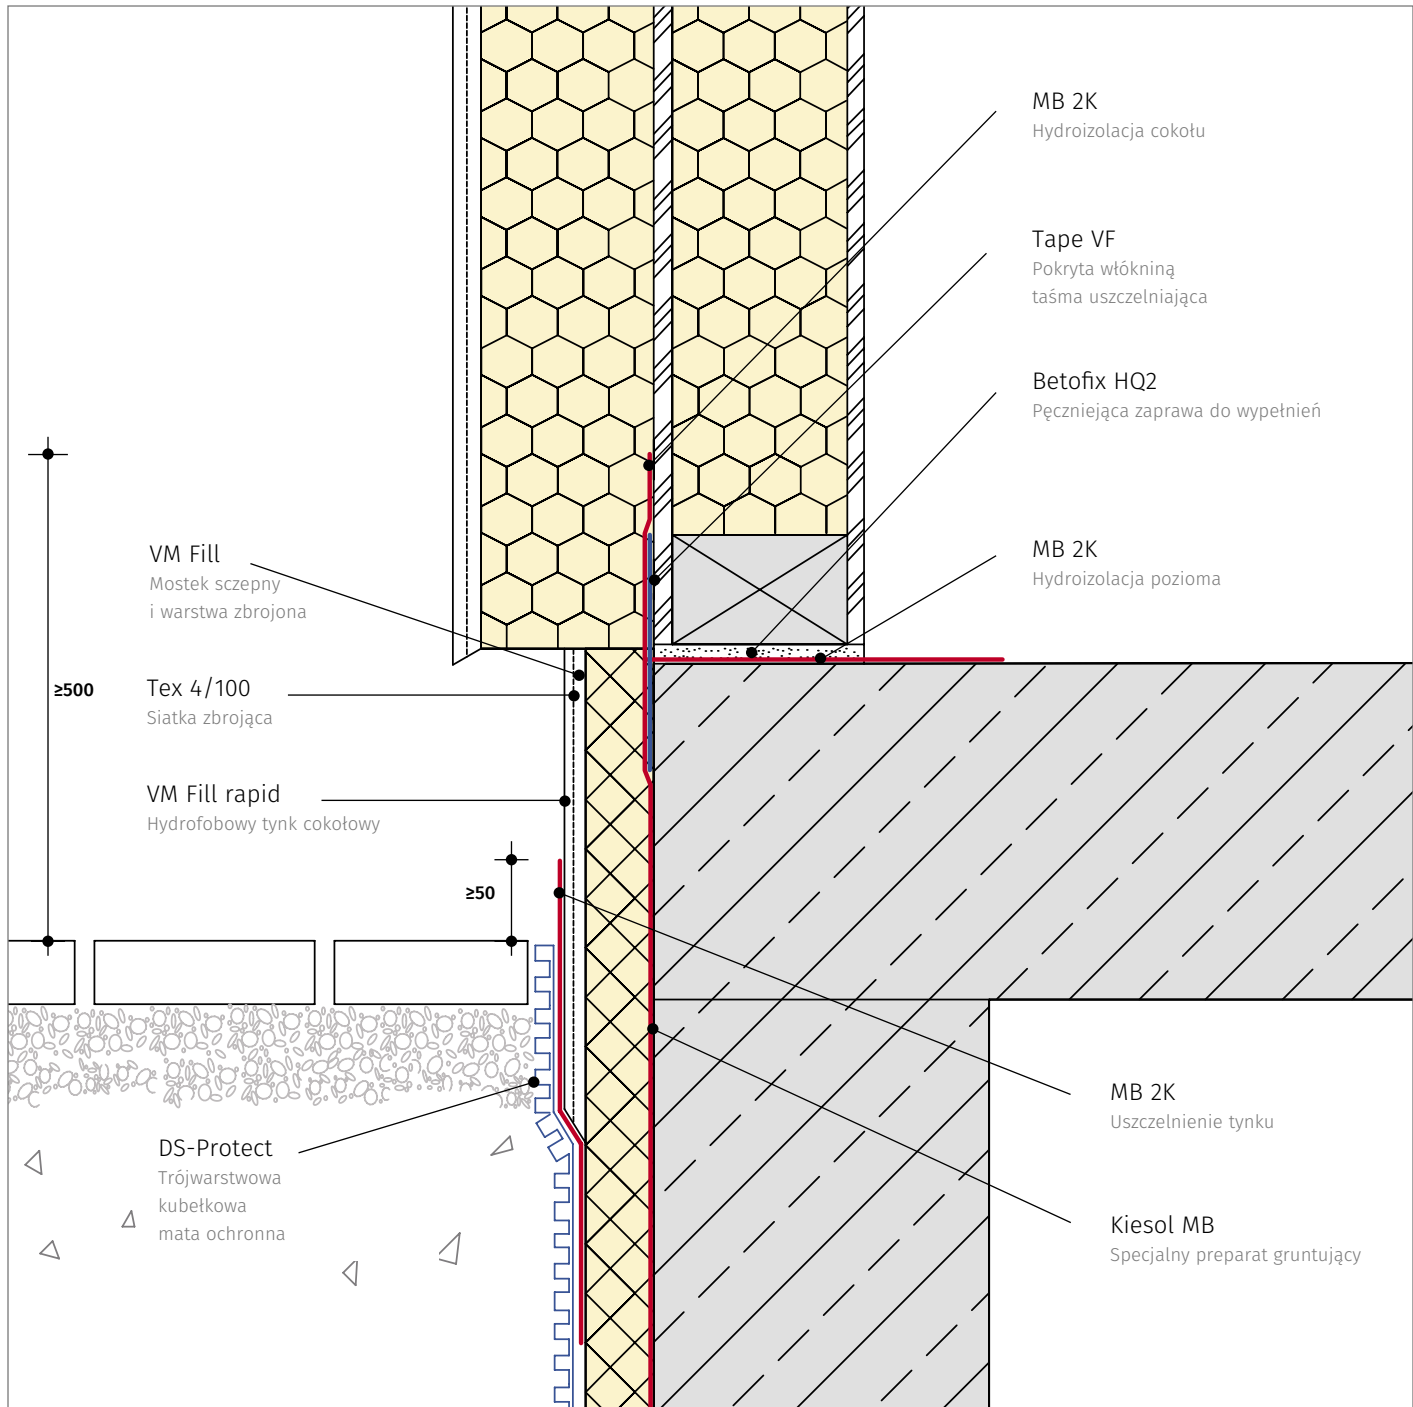 MB 2K
Hydroizolacja cokołu
Tape VF
Pokryta włókniną
taśma uszczelniająca
Betofix HQ2
Pęczniejąca zaprawa do wypełnień
MB 2K
Hydroizolacja pozioma
VM Fill
Mostek sczepny
i warstwa zbrojona
≥500
Tex 4/100
Siatka zbrojąca
VM Fill rapid
Hydrofobowy tynk cokołowy
≥50
MB 2K
Uszczelnienie tynku
DS-Protect
Trójwarstwowa
kubełkowa
mata ochronna
Kiesol MB
Specjalny preparat gruntujący